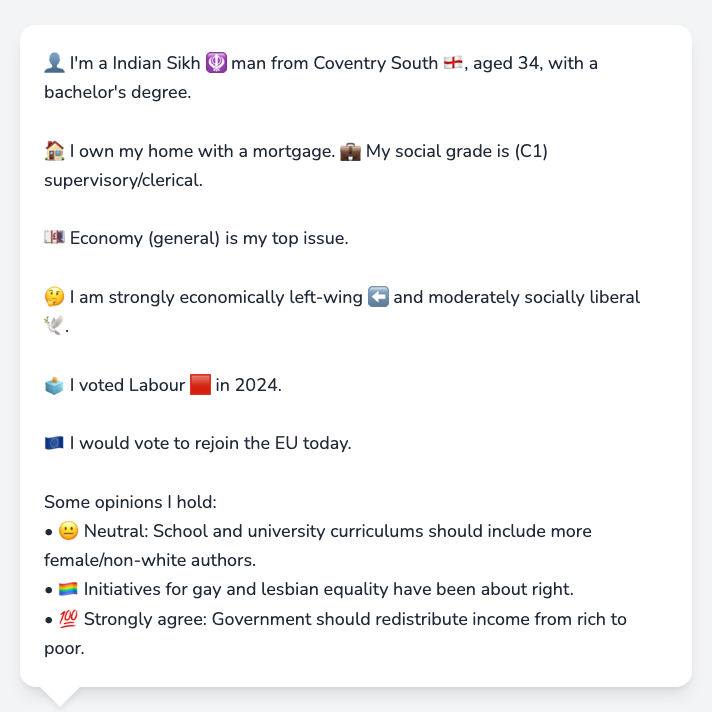 👤 I'm a Indian Sikh 🪯 man from Coventry South 🏴󠁧󠁢󠁥󠁮󠁧󠁿, aged 34, with a
bachelor's degree.
🏠 I own my home with a mortgage. 💼 My social grade is (C1)
supervisory/clerical.
💷 Economy (general) is my top issue.
🤔 I am strongly economically left-wing ⬅️ and moderately socially liberal
🕊️.
🗳️ I voted Labour 🟥 in 2024.
🇪🇺 I would vote to rejoin the EU today.
Some opinions I hold:
• 😐 Neutral: School and university curriculums should include more
female/non-white authors.
• 🏳️‍🌈 Initiatives for gay and lesbian equality have been about right.
• 💯 Strongly agree: Government should redistribute income from rich to
poor.